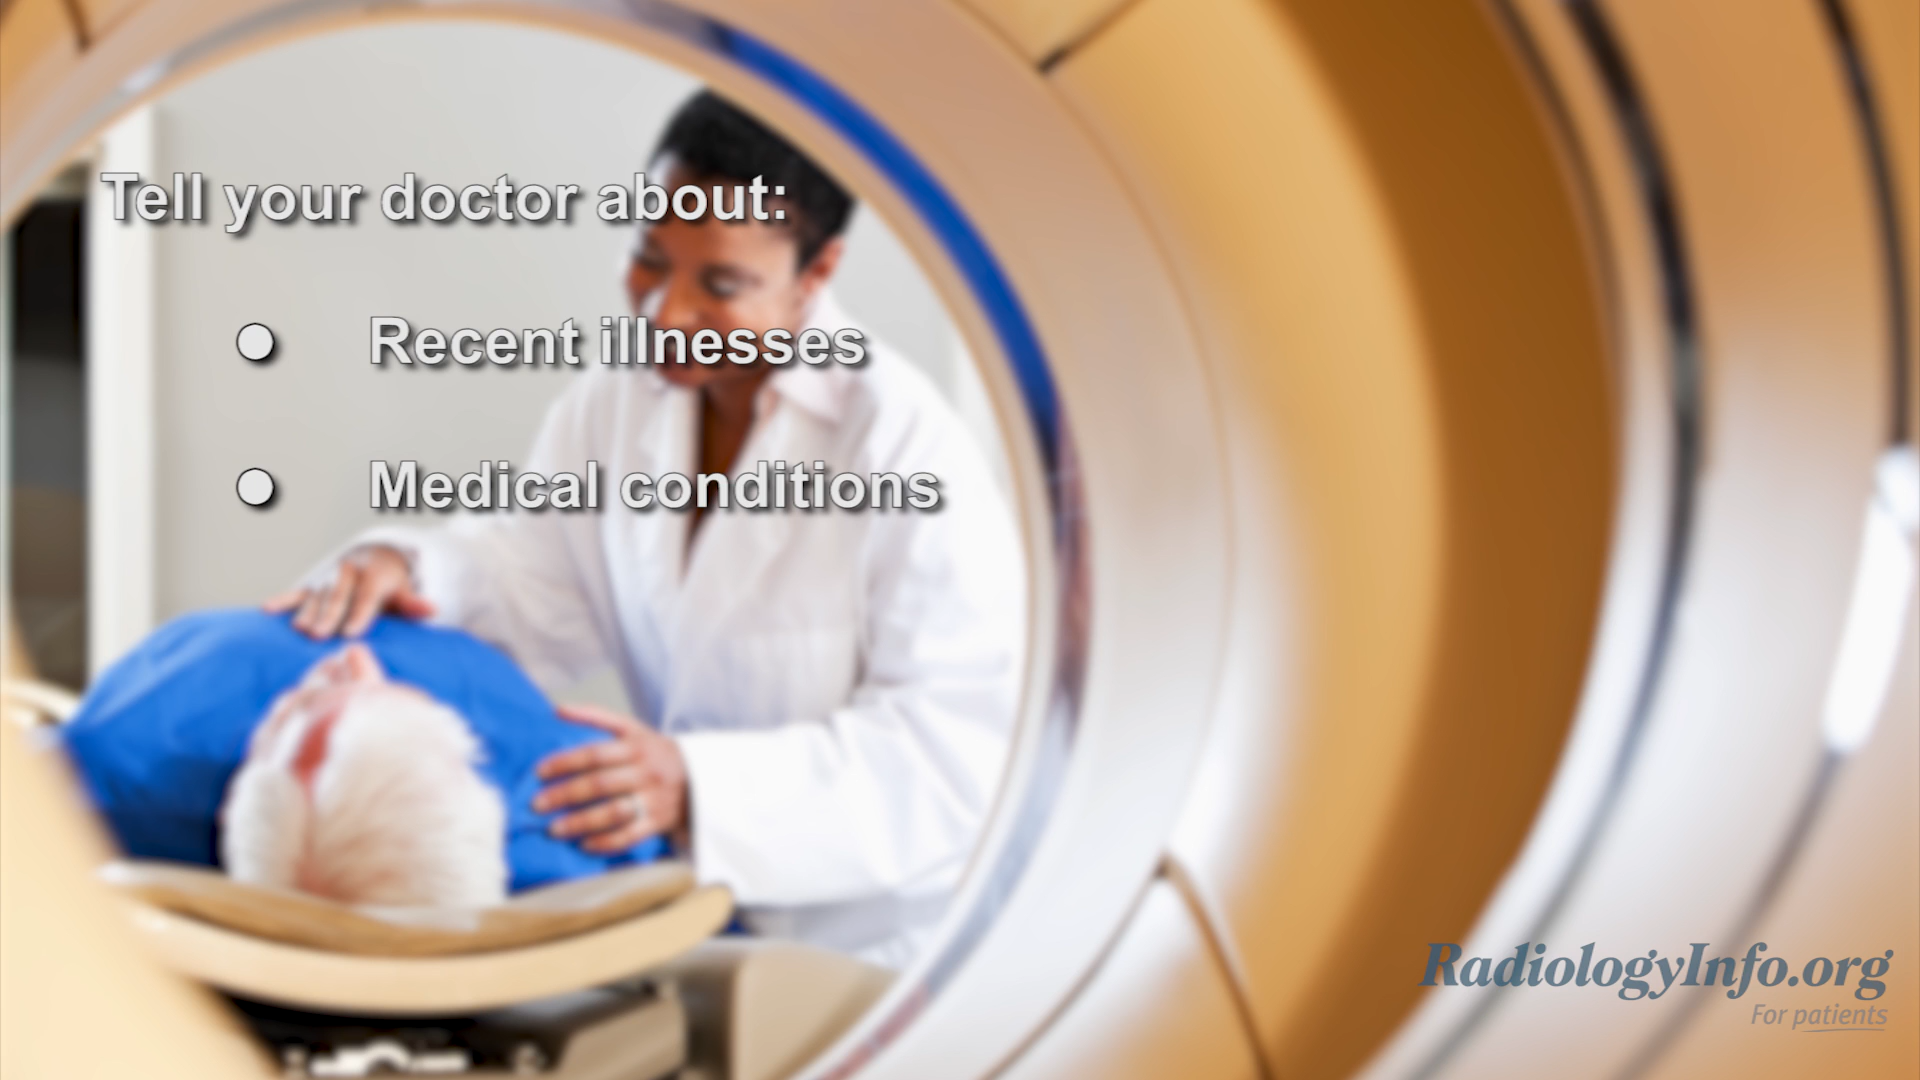 Tell your doctor about:
● Recent illnesses
● Medical conditions
RadiologyInfo.org
For patients